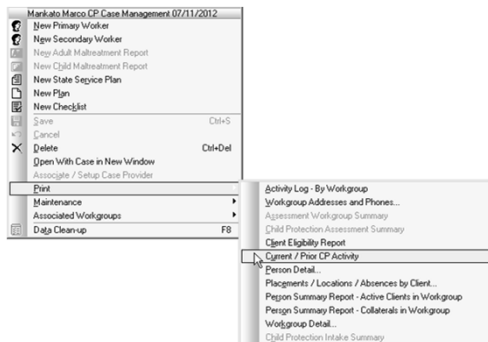 Mankato Marco CP Case Management 07/11/2012
New Primary Worker
New Secondary Worker
New Adult Maltreatment Report
New Child Maltreatment Report
New State Service Plan
New Plan
New Checklist
Save Ctrl+S
Cancel
Delete Ctrl+Del
Open With Case in New Window
Associate / Setup Case Provider
Print
Maintenance
Associated Workgroups
Data Clean-up F8
Activity Log - By Workgroup
Workgroup Addresses and Phones...
Assessment Workgroup Summary
Child Protection Assessment Summary
Client Eligibility Report
Current / Prior CP Activity
Person Detail...
Placements / Locations / Absences by Client...
Person Summary Report - Active Clients in Workgroup
Person Summary Report - Collaterals in Workgroup
Workgroup Detail...
Child Protection Intake Summary